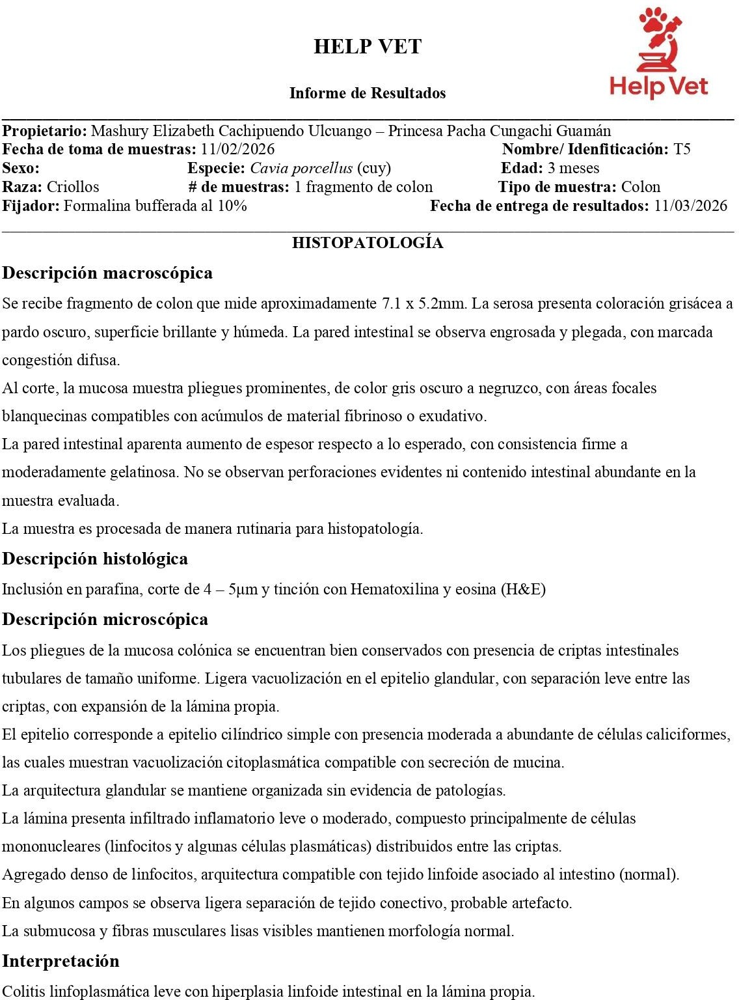 HELP VET
Help Vet
Informe de Resultados
Propietario: Mashury Elizabeth Cachipuendo Ulcuango – Princesa Pacha Cungachi Guamán
Fecha de toma de muestras: 11/02/2026 Nombre/ Idenfiticación: T5
Sexo: Especie: Cavia porcellus (cuy) Edad: 3 meses
Raza: Criollos # de muestras: 1 fragmento de colon Tipo de muestra: Colon
Fijador: Formalina bufferada al 10% Fecha de entrega de resultados: 11/03/2026
HISTOPATOLOGÍA
Descripción macroscópica
Se recibe fragmento de colon que mide aproximadamente 7.1 x 5.2mm. La serosa presenta coloración grisácea a
pardo oscuro, superficie brillante y húmeda. La pared intestinal se observa engrosada y plegada, con marcada
congestión difusa.
Al corte, la mucosa muestra pliegues prominentes, de color gris oscuro a negruzco, con áreas focales
blanquecinas compatibles con acúmulos de material fibrinoso o exudativo.
La pared intestinal aparenta aumento de espesor respecto a lo esperado, con consistencia firme a
moderadamente gelatinosa. No se observan perforaciones evidentes ni contenido intestinal abundante en la
muestra evaluada.
La muestra es procesada de manera rutinaria para histopatología.
Descripción histológica
Inclusión en parafina, corte de 4 – 5µm y tinción con Hematoxilina y eosina (H&E)
Descripción microscópica
Los pliegues de la mucosa colónica se encuentran bien conservados con presencia de criptas intestinales
tubulares de tamaño uniforme. Ligera vacuolización en el epitelio glandular, con separación leve entre las
criptas, con expansión de la lámina propia.
El epitelio corresponde a epitelio cilíndrico simple con presencia moderada a abundante de células caliciformes,
las cuales muestran vacuolización citoplasmática compatible con secreción de mucina.
La arquitectura glandular se mantiene organizada sin evidencia de patologías.
La lámina presenta infiltrado inflamatorio leve o moderado, compuesto principalmente de células
mononucleares (linfocitos y algunas células plasmáticas) distribuidos entre las criptas.
Agregado denso de linfocitos, arquitectura compatible con tejido linfoide asociado al intestino (normal).
En algunos campos se observa ligera separación de tejido conectivo, probable artefacto.
La submucosa y fibras musculares lisas visibles mantienen morfología normal.
Interpretación
Colitis linfoplasmática leve con hiperplasia linfoide intestinal en la lámina propia.